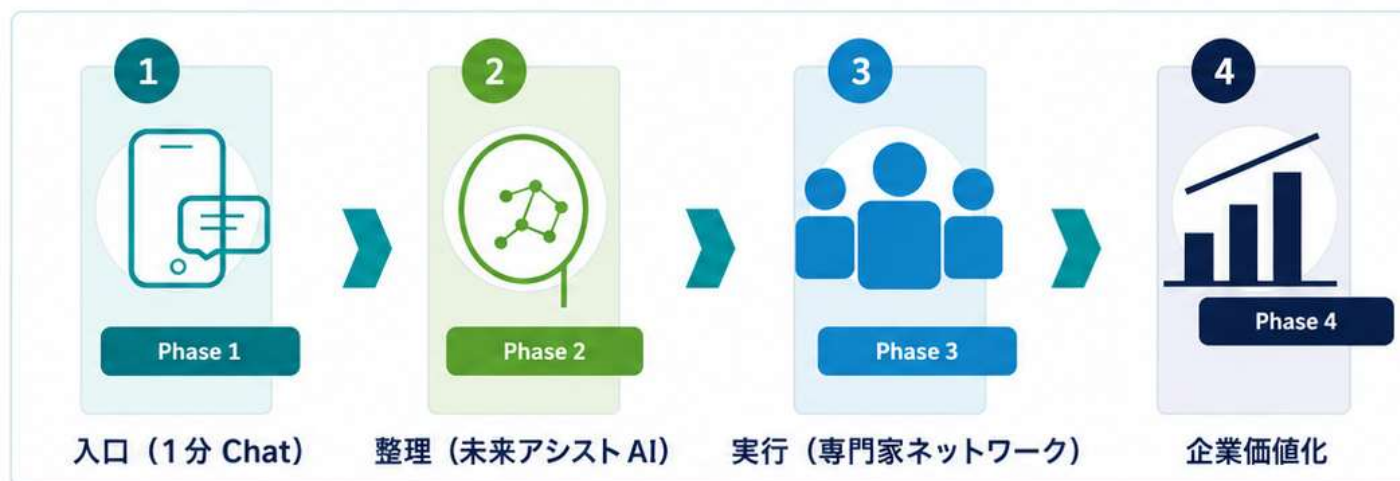 1
2
3
4
Phase 1
Phase 2
Phase 3
Phase 4
入口（1分 Chat）
整理（未来アシスト AI）
実行（専門家ネットワーク）
企業価値化